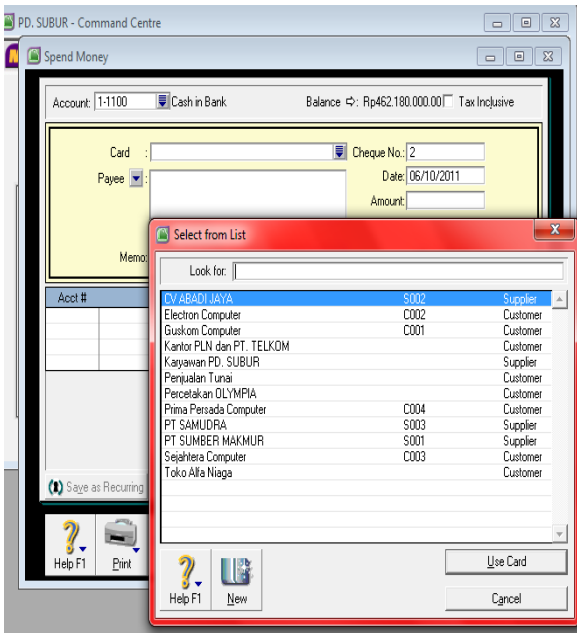 PD. SUBUR - Command Centre
Spend Money
Account: 1-1100 Cash in Bank Balance ⇨: Rp462.180.000.00 Tax Inclusive
Card : Cheque No.: 2
Payee : Date: 06/10/2011
Amount:
Memo:
Acct #
Save as Recurring
Help F1 Print
Select from List
Look for:
CV ABADI JAYA S002 Supplier
Electron Computer C002 Customer
Guskom Computer C001 Customer
Kantor PLN dan PT. TELKOM Customer
Karyawan PD. SUBUR Supplier
Penjualan Tunai Customer
Percetakan OLYMPIA Customer
Prima Persada Computer C004 Customer
PT SAMUDRA S003 Supplier
PT SUMBER MAKMUR S001 Supplier
Sejahtera Computer C003 Customer
Toko Alfa Niaga Customer
Help F1 New
Use Card
Cancel